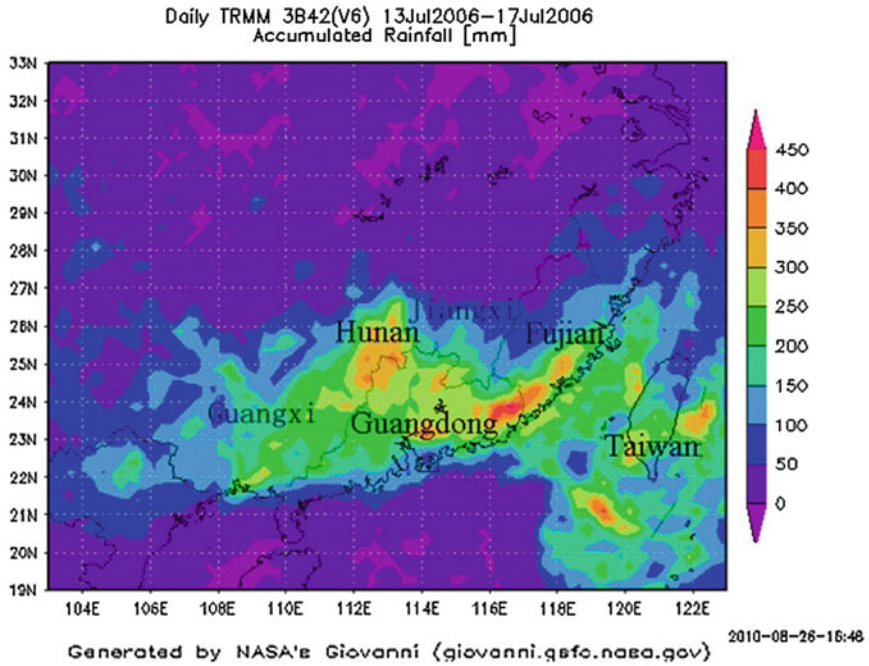 Daily TRMM 3B42(V6) 13Jul2006-17Jul2006
Accumulated Rainfall [mm]
33N
32N
31N
30N
29N
28N
27N
26N
25N
24N
23N
22N
21N
20N
19N
104E 106E 108E 110E 112E 114E 116E 118E 120E 122E
Jiangxi
Hunan
Fujian
Guangxi
Guangdong
Taiwan
450
400
350
300
250
200
150
100
50
0
2010-08-26-16:46
Generated by NASA's Giovanni (giovanni.gsfc.nasa.gov)